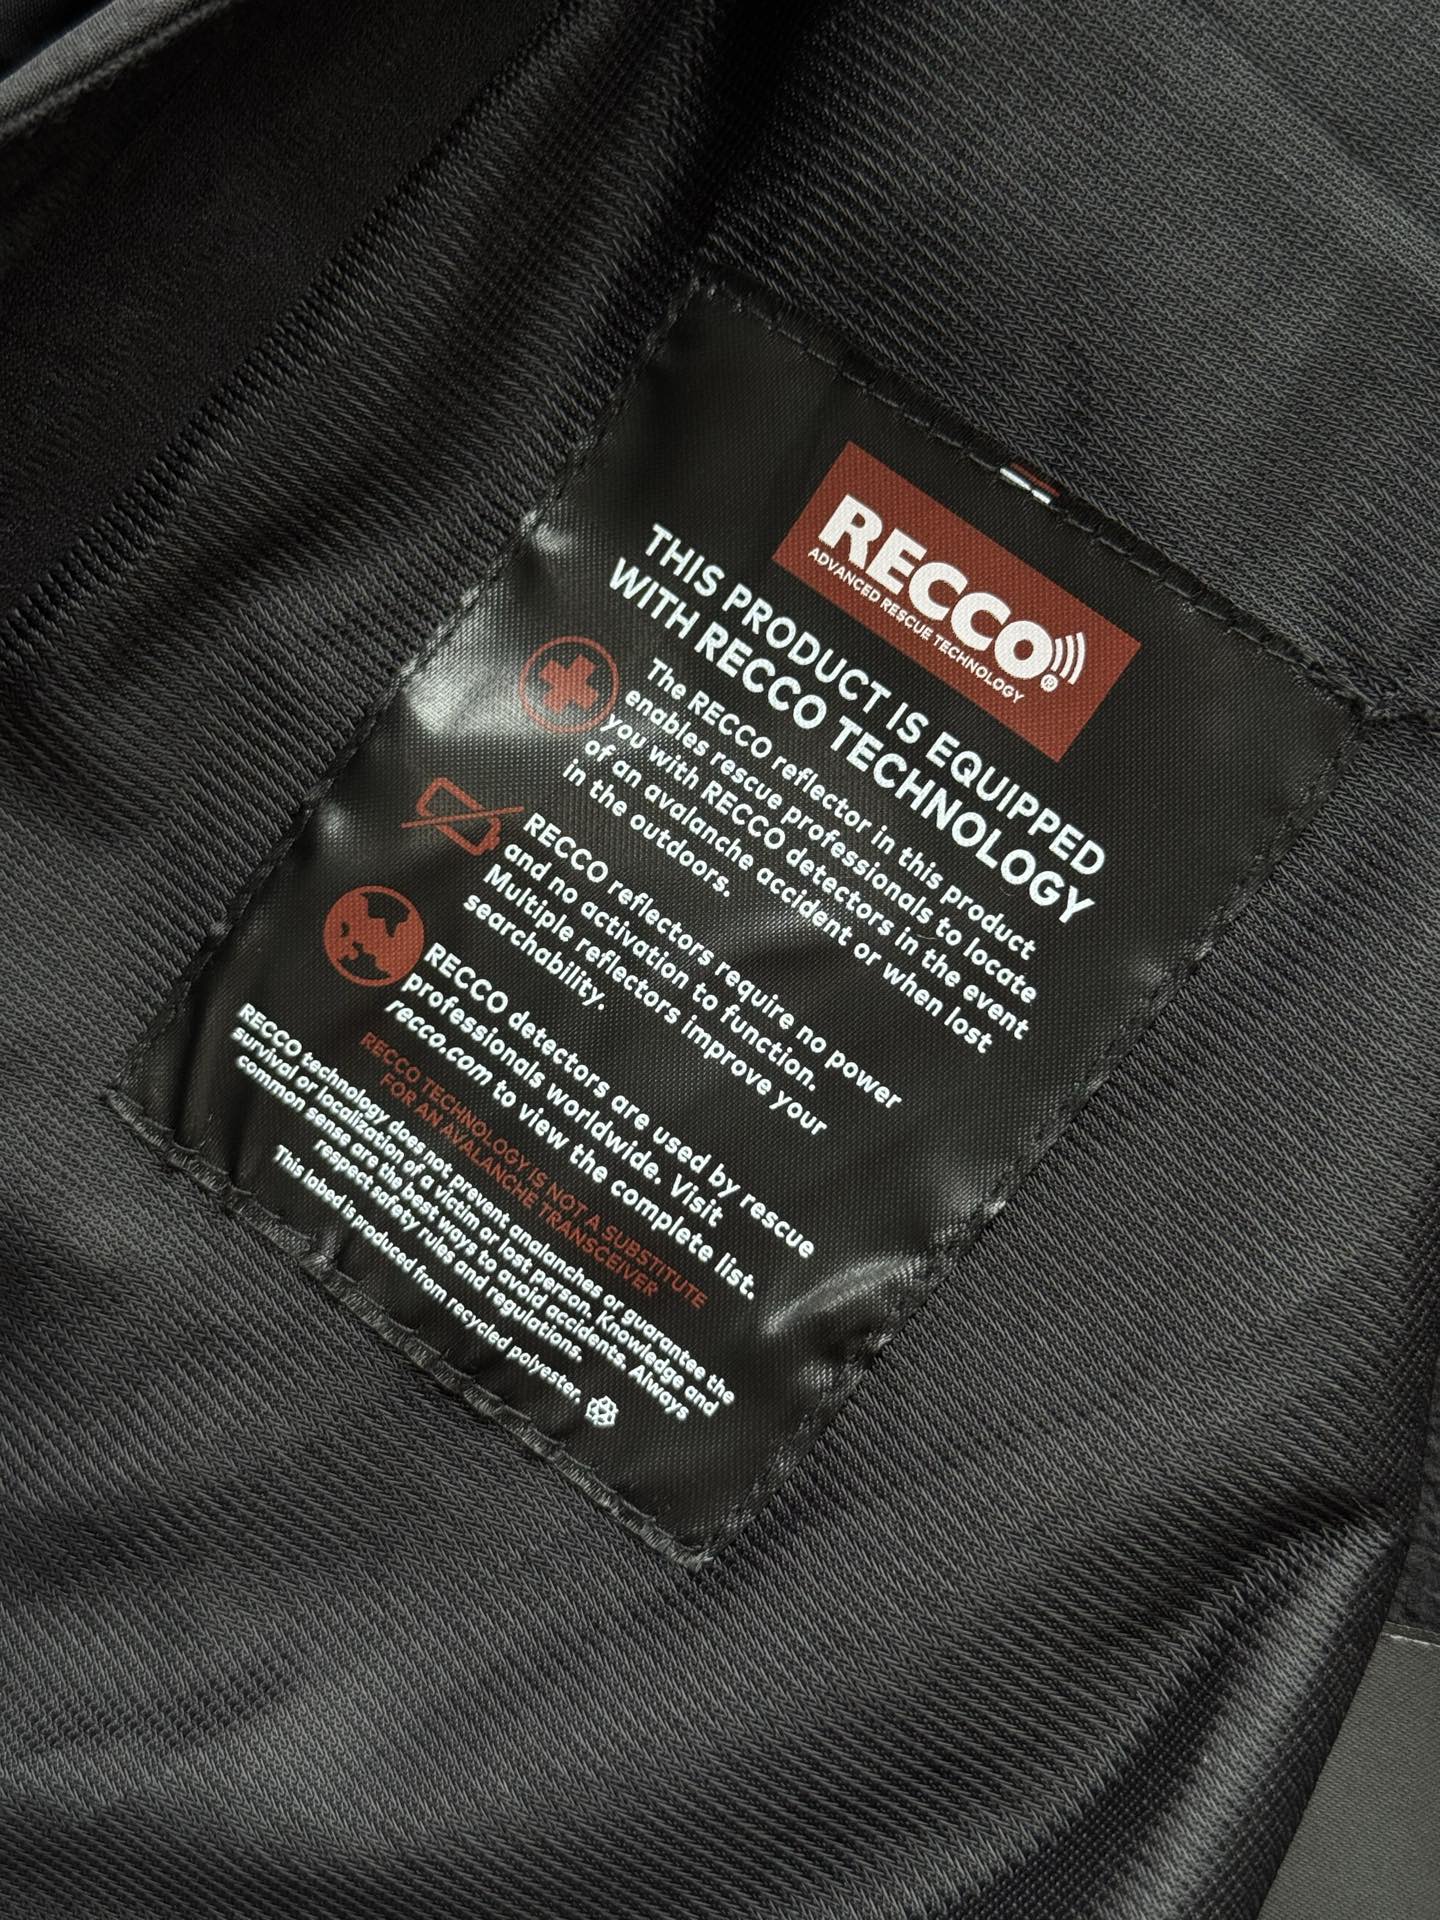 RECCO®
ADVANCED RESCUE TECHNOLOGY
THIS PRODUCT IS EQUIPPED
WITH RECCO TECHNOLOGY
The RECCO reflector in this product
enables rescue professionals to locate
you with RECCO detectors in the event
of an avalanche accident or when lost
in the outdoors.
RECCO reflectors require no power
and no activation to function.
Multiple reflectors improve your
searchability.
RECCO detectors are used by rescue
professionals worldwide. Visit
recco.com to view the complete list.
RECCO TECHNOLOGY IS NOT A SUBSTITUTE
FOR AN AVALANCHE TRANSCEIVER
RECCO technology does not prevent analanches or guarantee the
survival or localization of a victim or lost person. Knowledge and
common sense are the best ways to avoid accidents. Always
respect safety rules and regulations.
This labed is produced from recycled polyester.